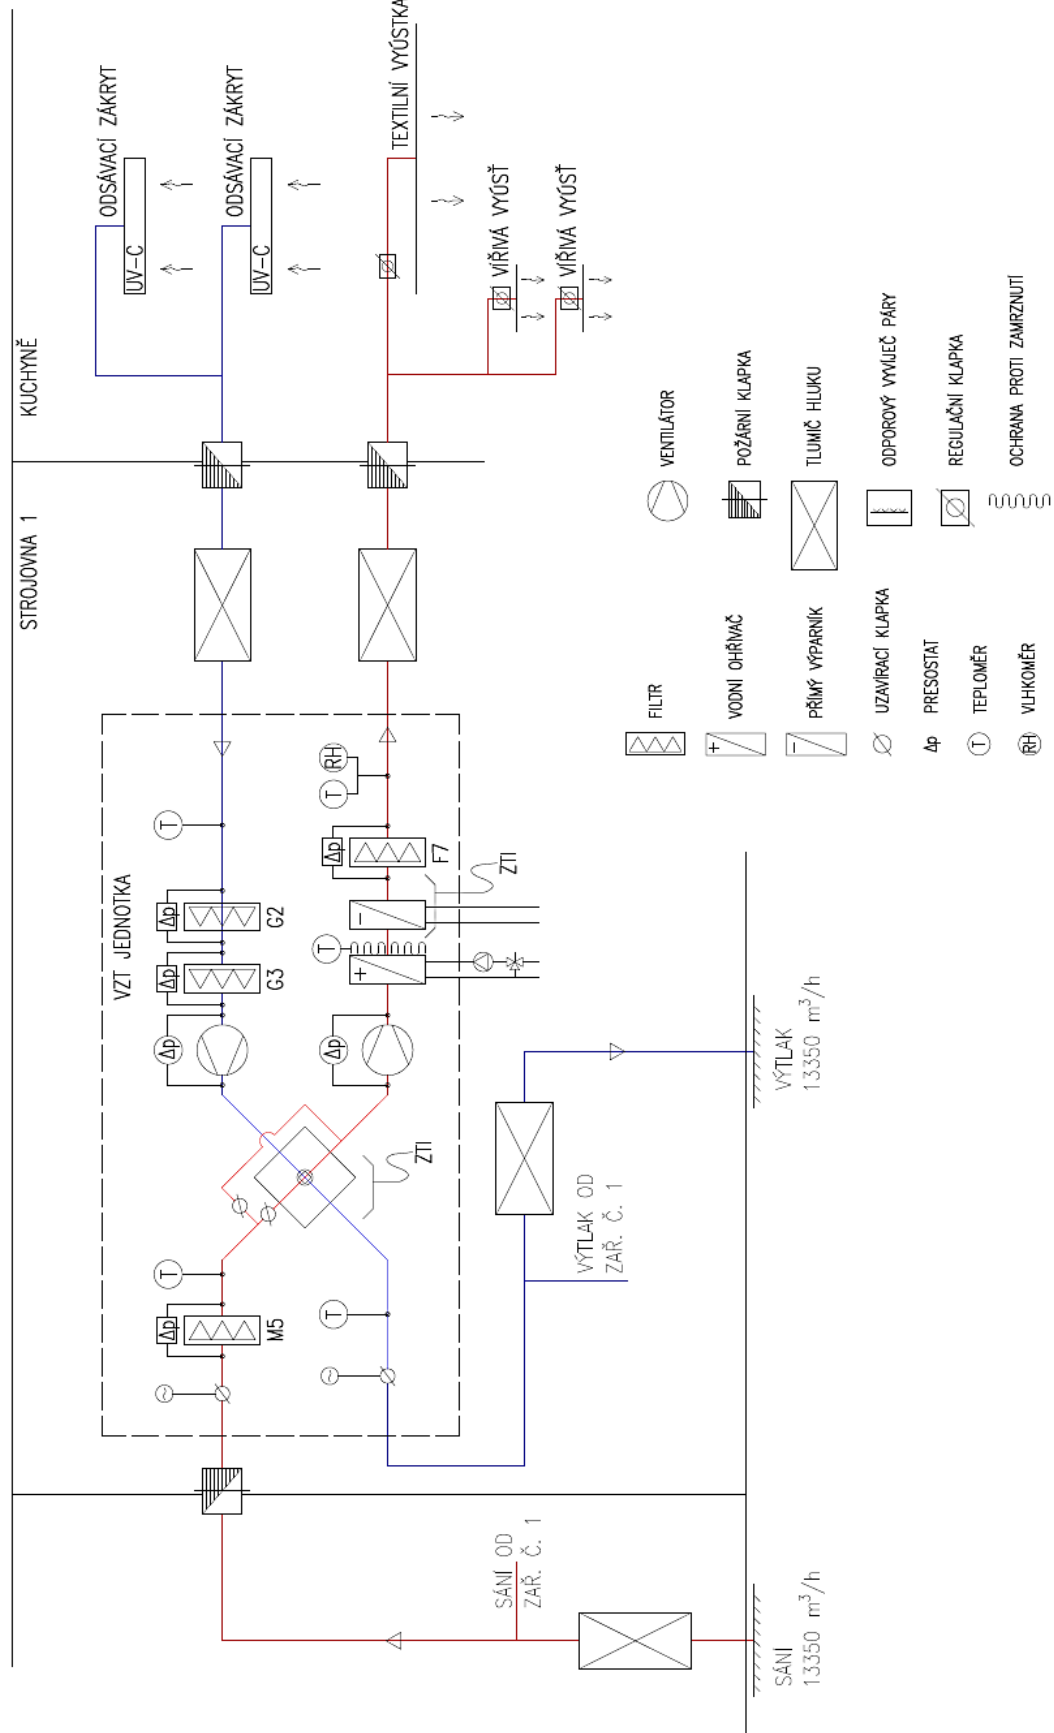 STROJOVNA 1
KUCHYNĚ
ODSÁVACÍ ZÁKRYT
UV-C
ODSÁVACÍ ZÁKRYT
UV-C
TEXTILNÍ VYÚSTKA
VÍŘIVÁ VYÚSŤ
VÍŘIVÁ VYÚSŤ
VZT JEDNOTKA
T
Δp
M5
T
Δp
Δp
G3
Δp
G2
T
T
ZTI
Δp
T
+
-
ZTI
Δp
F7
T
RH
SÁNÍ OD
ZAŘ. Č. 1
SÁNÍ
13350 m³/h
VÝTLAK OD
ZAŘ. Č. 1
VÝTLAK
13350 m³/h
FILTR
+
VODNÍ OHŘÍVAČ
-
PŘÍMÝ VÝPARNÍK
UZAVÍRACÍ KLAPKA
Δp
PRESOSTAT
T
TEPLOMĚR
RH
VLHKOMĚR
VENTILÁTOR
POŽÁRNÍ KLAPKA
TLUMIČ HLUKU
ODPOROVÝ VYVÍJEČ PÁRY
REGULAČNÍ KLAPKA
OCHRANA PROTI ZAMRZNUTÍ